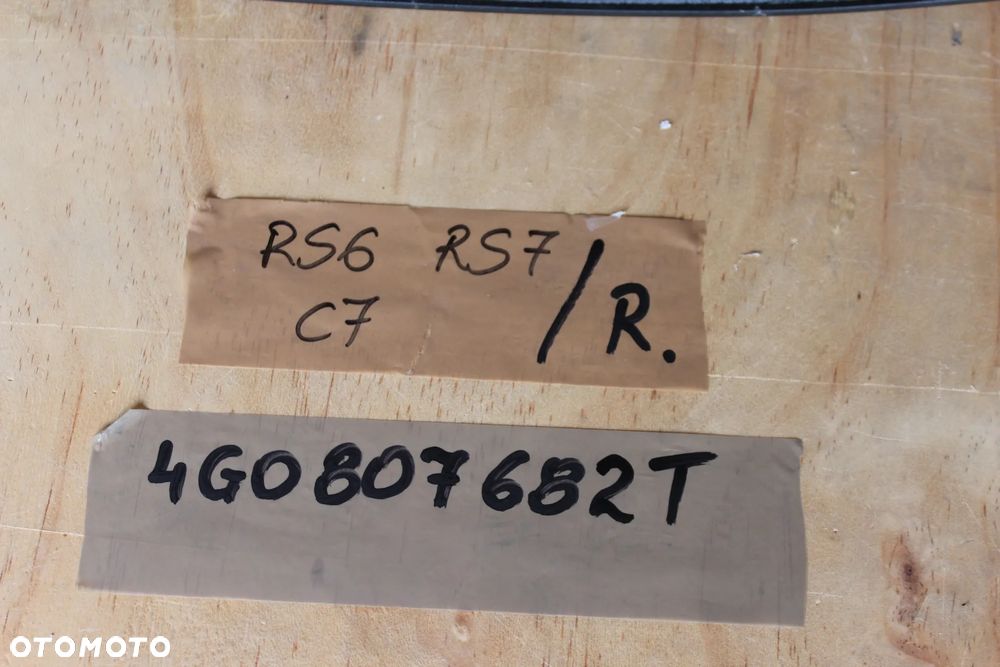 RS6 RS7
C7 / R.
4G0807682T
OTOMOTO